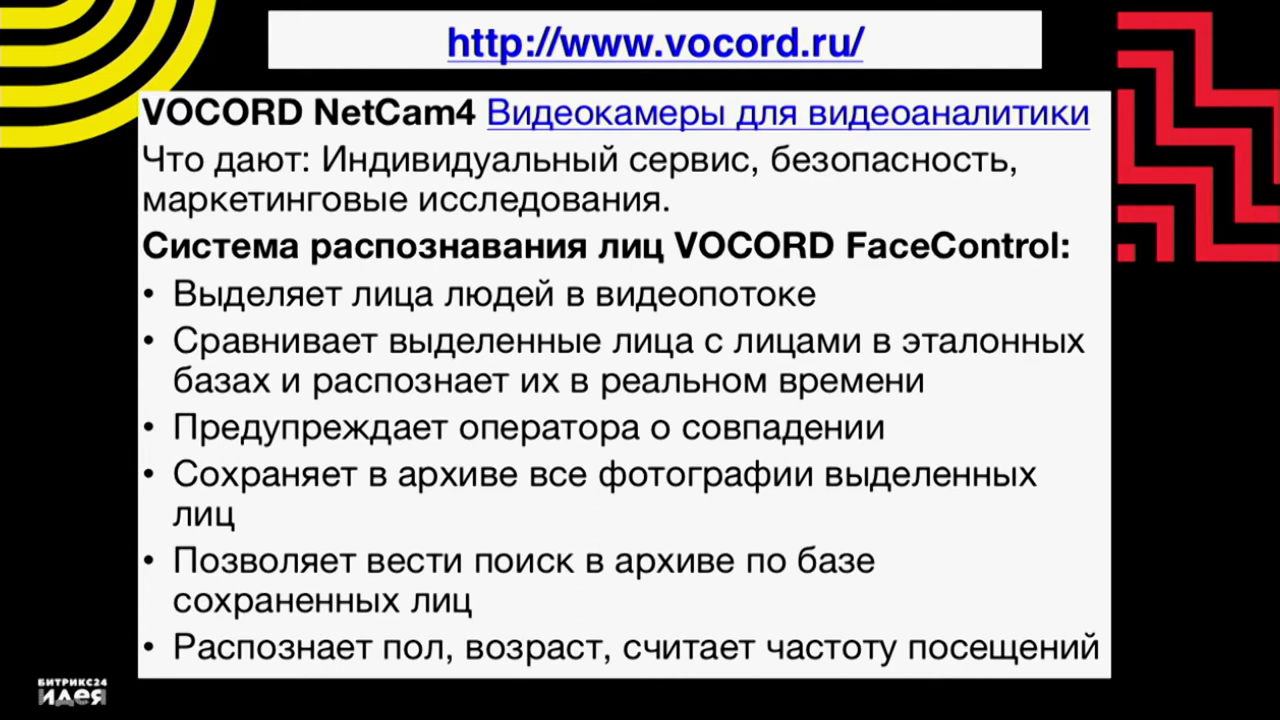 http://www.vocord.ru/
VOCORD NetCam4 Видеокамеры для видеоаналитики
Что дают: Индивидуальный сервис, безопасность,
маркетинговые исследования.
Система распознавания лиц VOCORD FaceControl:
• Выделяет лица людей в видеопотоке
• Сравнивает выделенные лица с лицами в эталонных
базах и распознает их в реальном времени
• Предупреждает оператора о совпадении
• Сохраняет в архиве все фотографии выделенных
лиц
• Позволяет вести поиск в архиве по базе
сохраненных лиц
• Распознает пол, возраст, считает частоту посещений
БИТРИКС24
идея